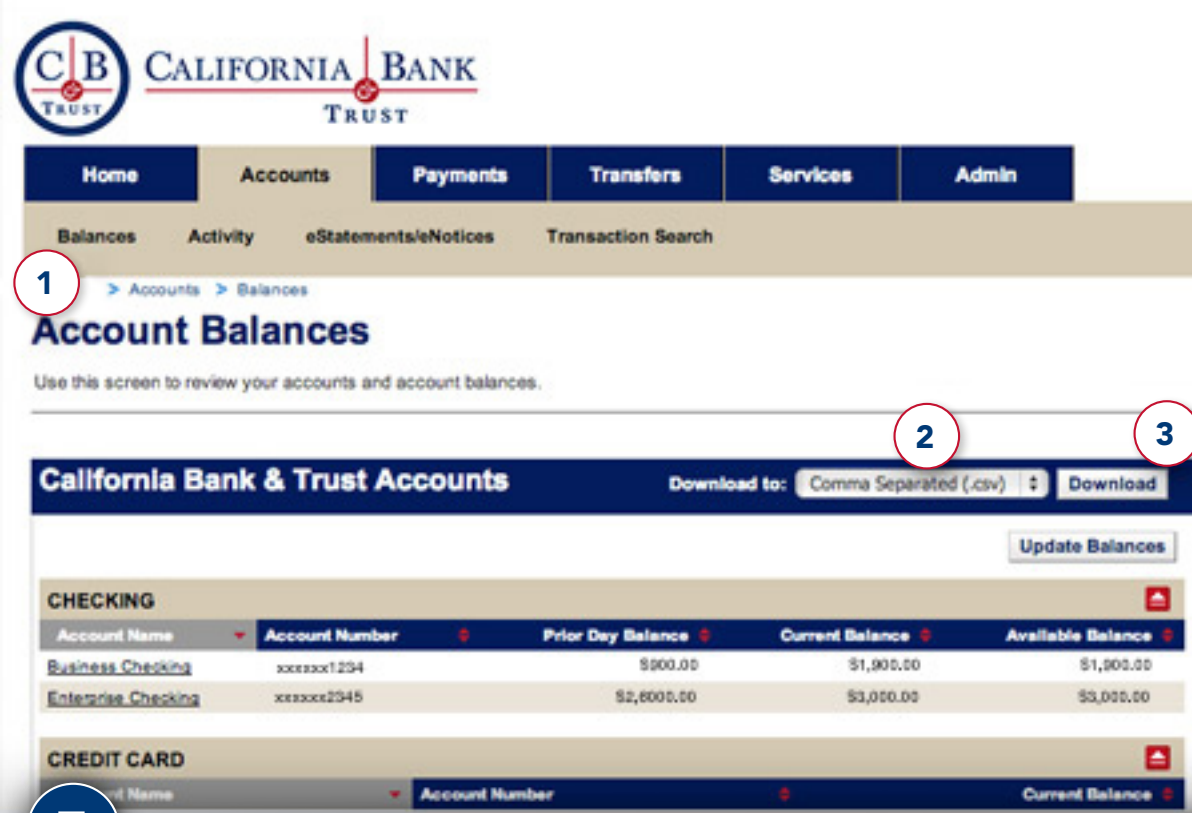 C B
& 
TRUST
CALIFORNIA & BANK
TRUST
Home Accounts Payments Transfers Services Admin
Balances Activity eStatements/eNotices Transaction Search
1 > Accounts > Balances
Account Balances
Use this screen to review your accounts and account balances.
2 3
California Bank & Trust Accounts Download to: Comma Separated (.csv) Download
Update Balances
CHECKING
Account Name Account Number Prior Day Balance Current Balance Available Balance
Business Checking xxxxxx1234 $900.00 $1,900.00 $1,900.00
Enterprise Checking xxxxxx2345 $2,6000.00 $3,000.00 $3,000.00
CREDIT CARD
Name Account Number Current Balance